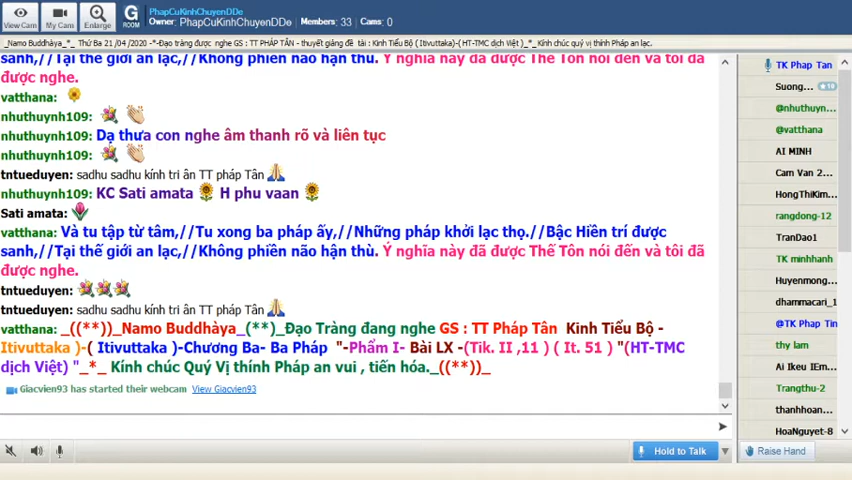 PhapCuKinhChuyenDDe
Owner: PhapCuKinhChuyenDDe Members: 33 Cams: 0
View Cam My Cam Enlarge G ROOM
_Namo Buddhàya_*_ Thứ Ba 21 /04 /2020 -*-Đạo tràng được nghe GS : TT PHÁP TÂN - thuyết giảng đề tài : Kinh Tiểu Bộ ( Itivuttaka)-( HT-TMC dịch Việt )_*_ Kính chúc quý vị thính Pháp an lạc.
sanh,//Tại thế giới an lạc,//Không phiền não hận thù. Ý nghĩa này đã được Thế Tôn nói đến và tôi đã
được nghe.
vatthana:
nhuthuynh109:
nhuthuynh109: Dạ thưa con nghe âm thanh rõ và liên tục
nhuthuynh109:
tntueduyen: sadhu sadhu kính tri ân TT pháp Tân
nhuthuynh109: KC Sati amata H phu vaan
Sati amata:
vatthana: Và tu tập từ tâm,//Tu xong ba pháp ấy,//Những pháp khởi lạc thọ.//Bậc Hiền trí được
sanh,//Tại thế giới an lạc,//Không phiền não hận thù. Ý nghĩa này đã được Thế Tôn nói đến và tôi đã
được nghe.
tntueduyen:
tntueduyen: sadhu sadhu kính tri ân TT pháp Tân
vatthana: _((**))_Namo Buddhàya_(**)_Đạo Tràng đang nghe GS : TT Pháp Tân Kinh Tiểu Bộ -
Itivuttaka )-( Itivuttaka )-Chương Ba- Ba Pháp "-Phẩm I- Bài LX -(Tik. II ,11 ) ( It. 51 ) "(HT-TMC
dịch Việt) "_*_ Kính chúc Quý Vị thính Pháp an vui , tiến hóa._((**))_
Giacvien93 has started their webcam View Giacvien93
Hold to Talk
TK Phap Tan
Suong... 10
@nhuthuyn...
@vatthana
AI MINH
Cam Van 2...
HongThiKim...
rangdong-12
TranDao1
TK minhhanh
Huyenmong...
dhammacari_1
@TK Phap Tin
thy lam
Ai Ikeu IEm...
Trangthu-2
thanhhoan...
HoaNguyet-8
Raise Hand